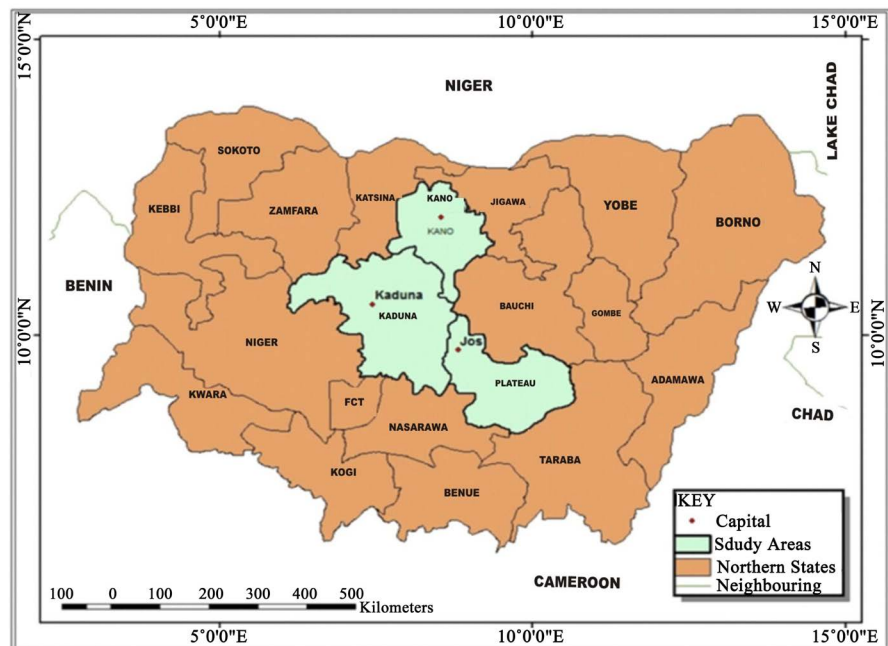 5°0'0"E 10°0'0"E 15°0'0"E
15°0'0"N
NIGER
LAKE CHAD
SOKOTO
KEBBI
ZAMFARA
KATSINA
KANO
JIGAWA
YOBE
BORNO
KANO
BENIN
N
W E
S
Kaduna
KADUNA
BAUCHI
GOMBE
10°0'0"N
10°0'0"N
NIGER
Jos
PLATEAU
ADAMAWA
KWARA
FCT
NASARAWA
CHAD
KOGI
TARABA
BENUE
KEY
Capital
Sdudy Areas
Northern States
Neighbouring
CAMEROON
100 0 100 200 300 400 500
Kilometers
5°0'0"E 10°0'0"E 15°0'0"E